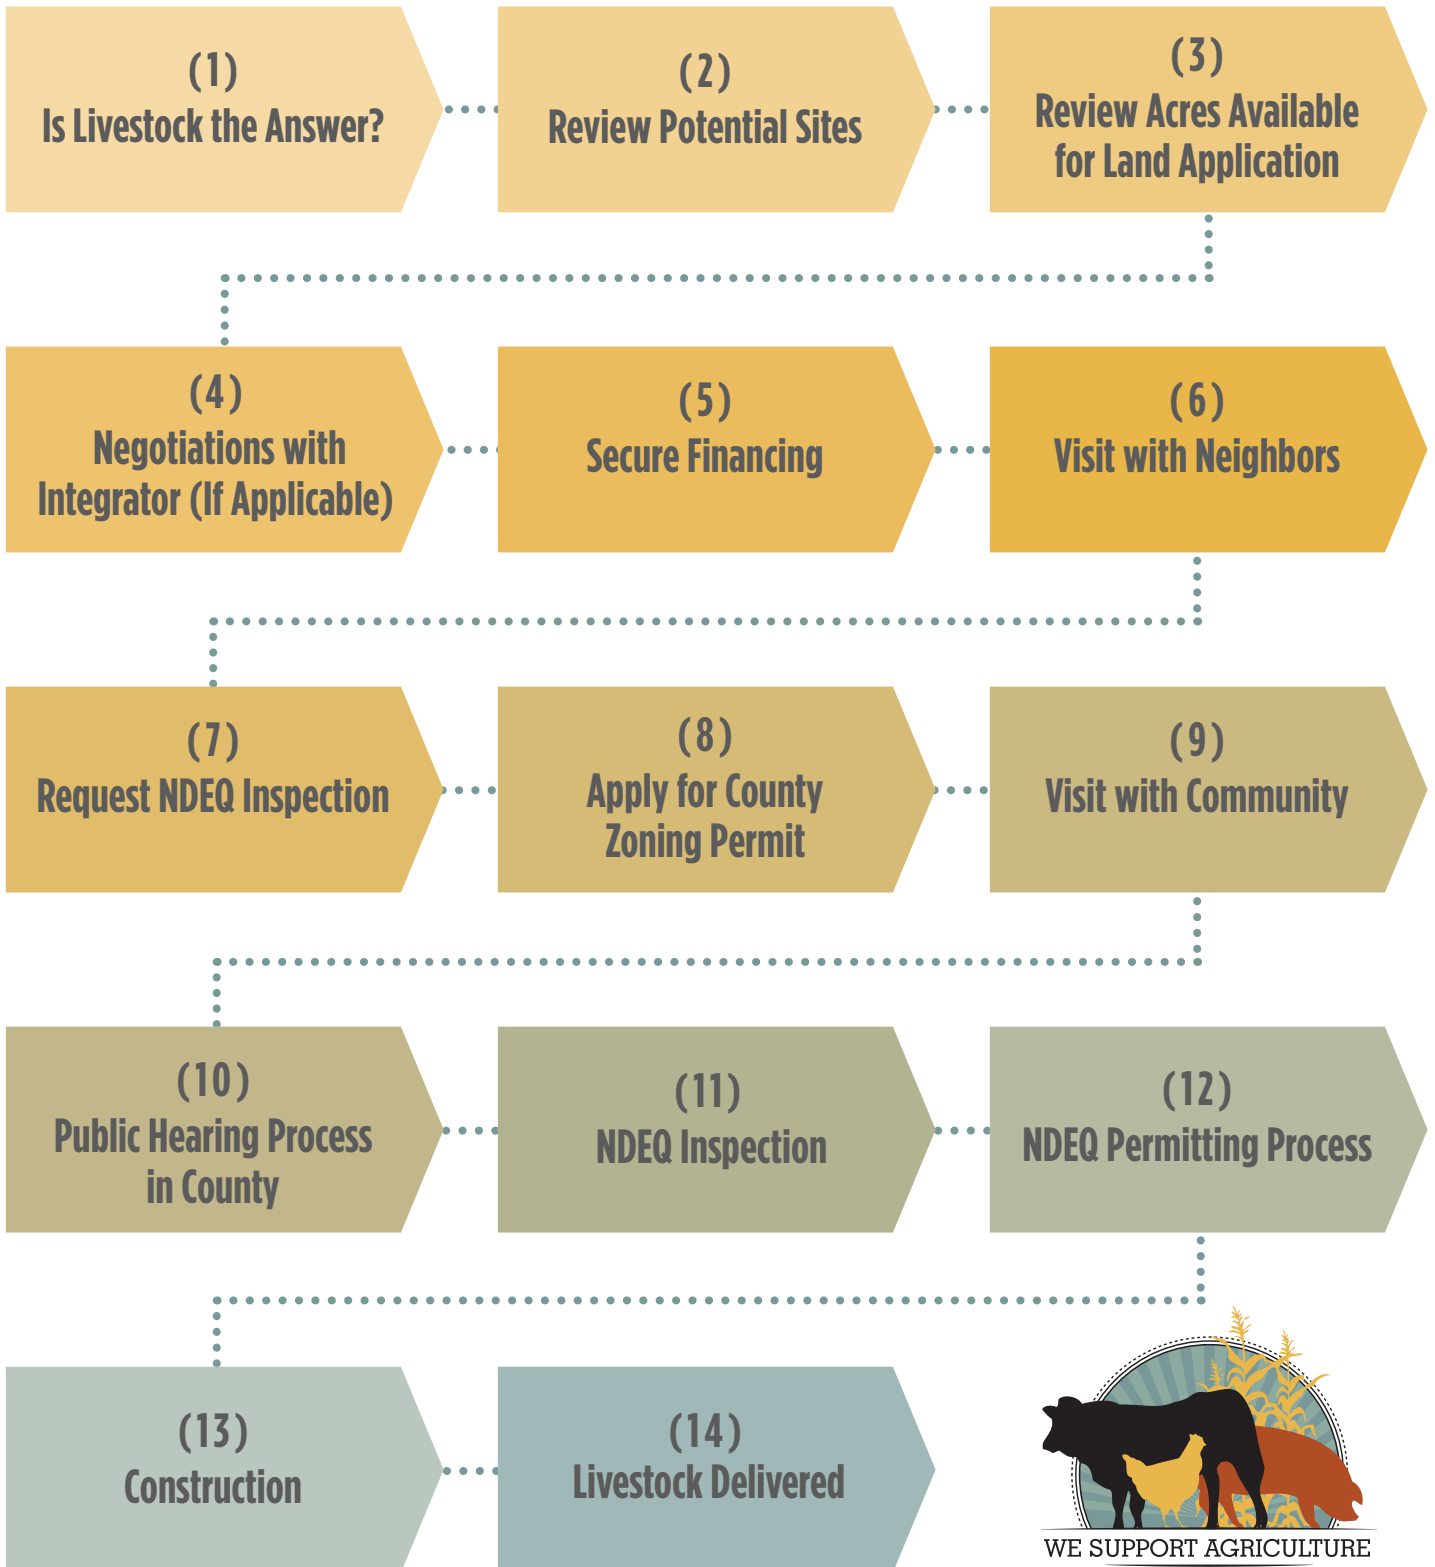 (1)
Is Livestock the Answer?
(2)
Review Potential Sites
(3)
Review Acres Available
for Land Application
(4)
Negotiations with
Integrator (If Applicable)
(5)
Secure Financing
(6)
Visit with Neighbors
(7)
Request NDEQ Inspection
(8)
Apply for County
Zoning Permit
(9)
Visit with Community
(10)
Public Hearing Process
in County
(11)
NDEQ Inspection
(12)
NDEQ Permitting Process
(13)
Construction
(14)
Livestock Delivered
WE SUPPORT AGRICULTURE